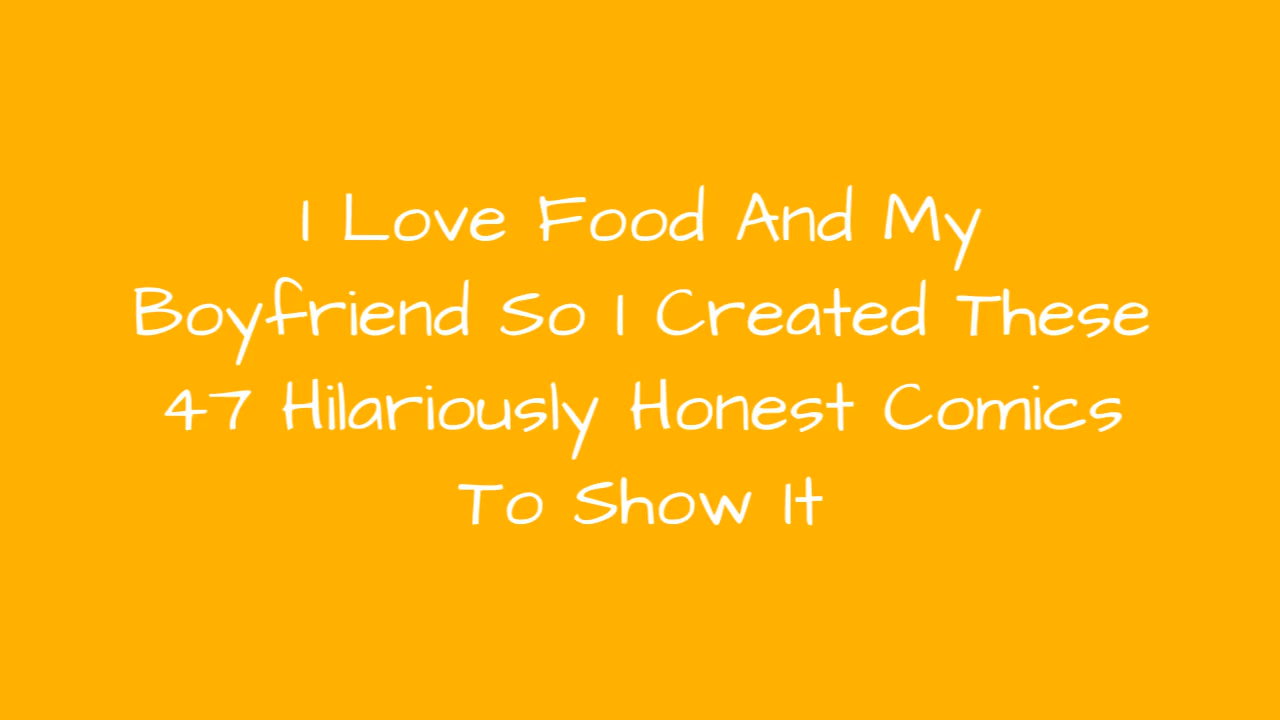 I Love Food And My
Boyfriend So I Created These
47 Hilariously Honest Comics
To Show It